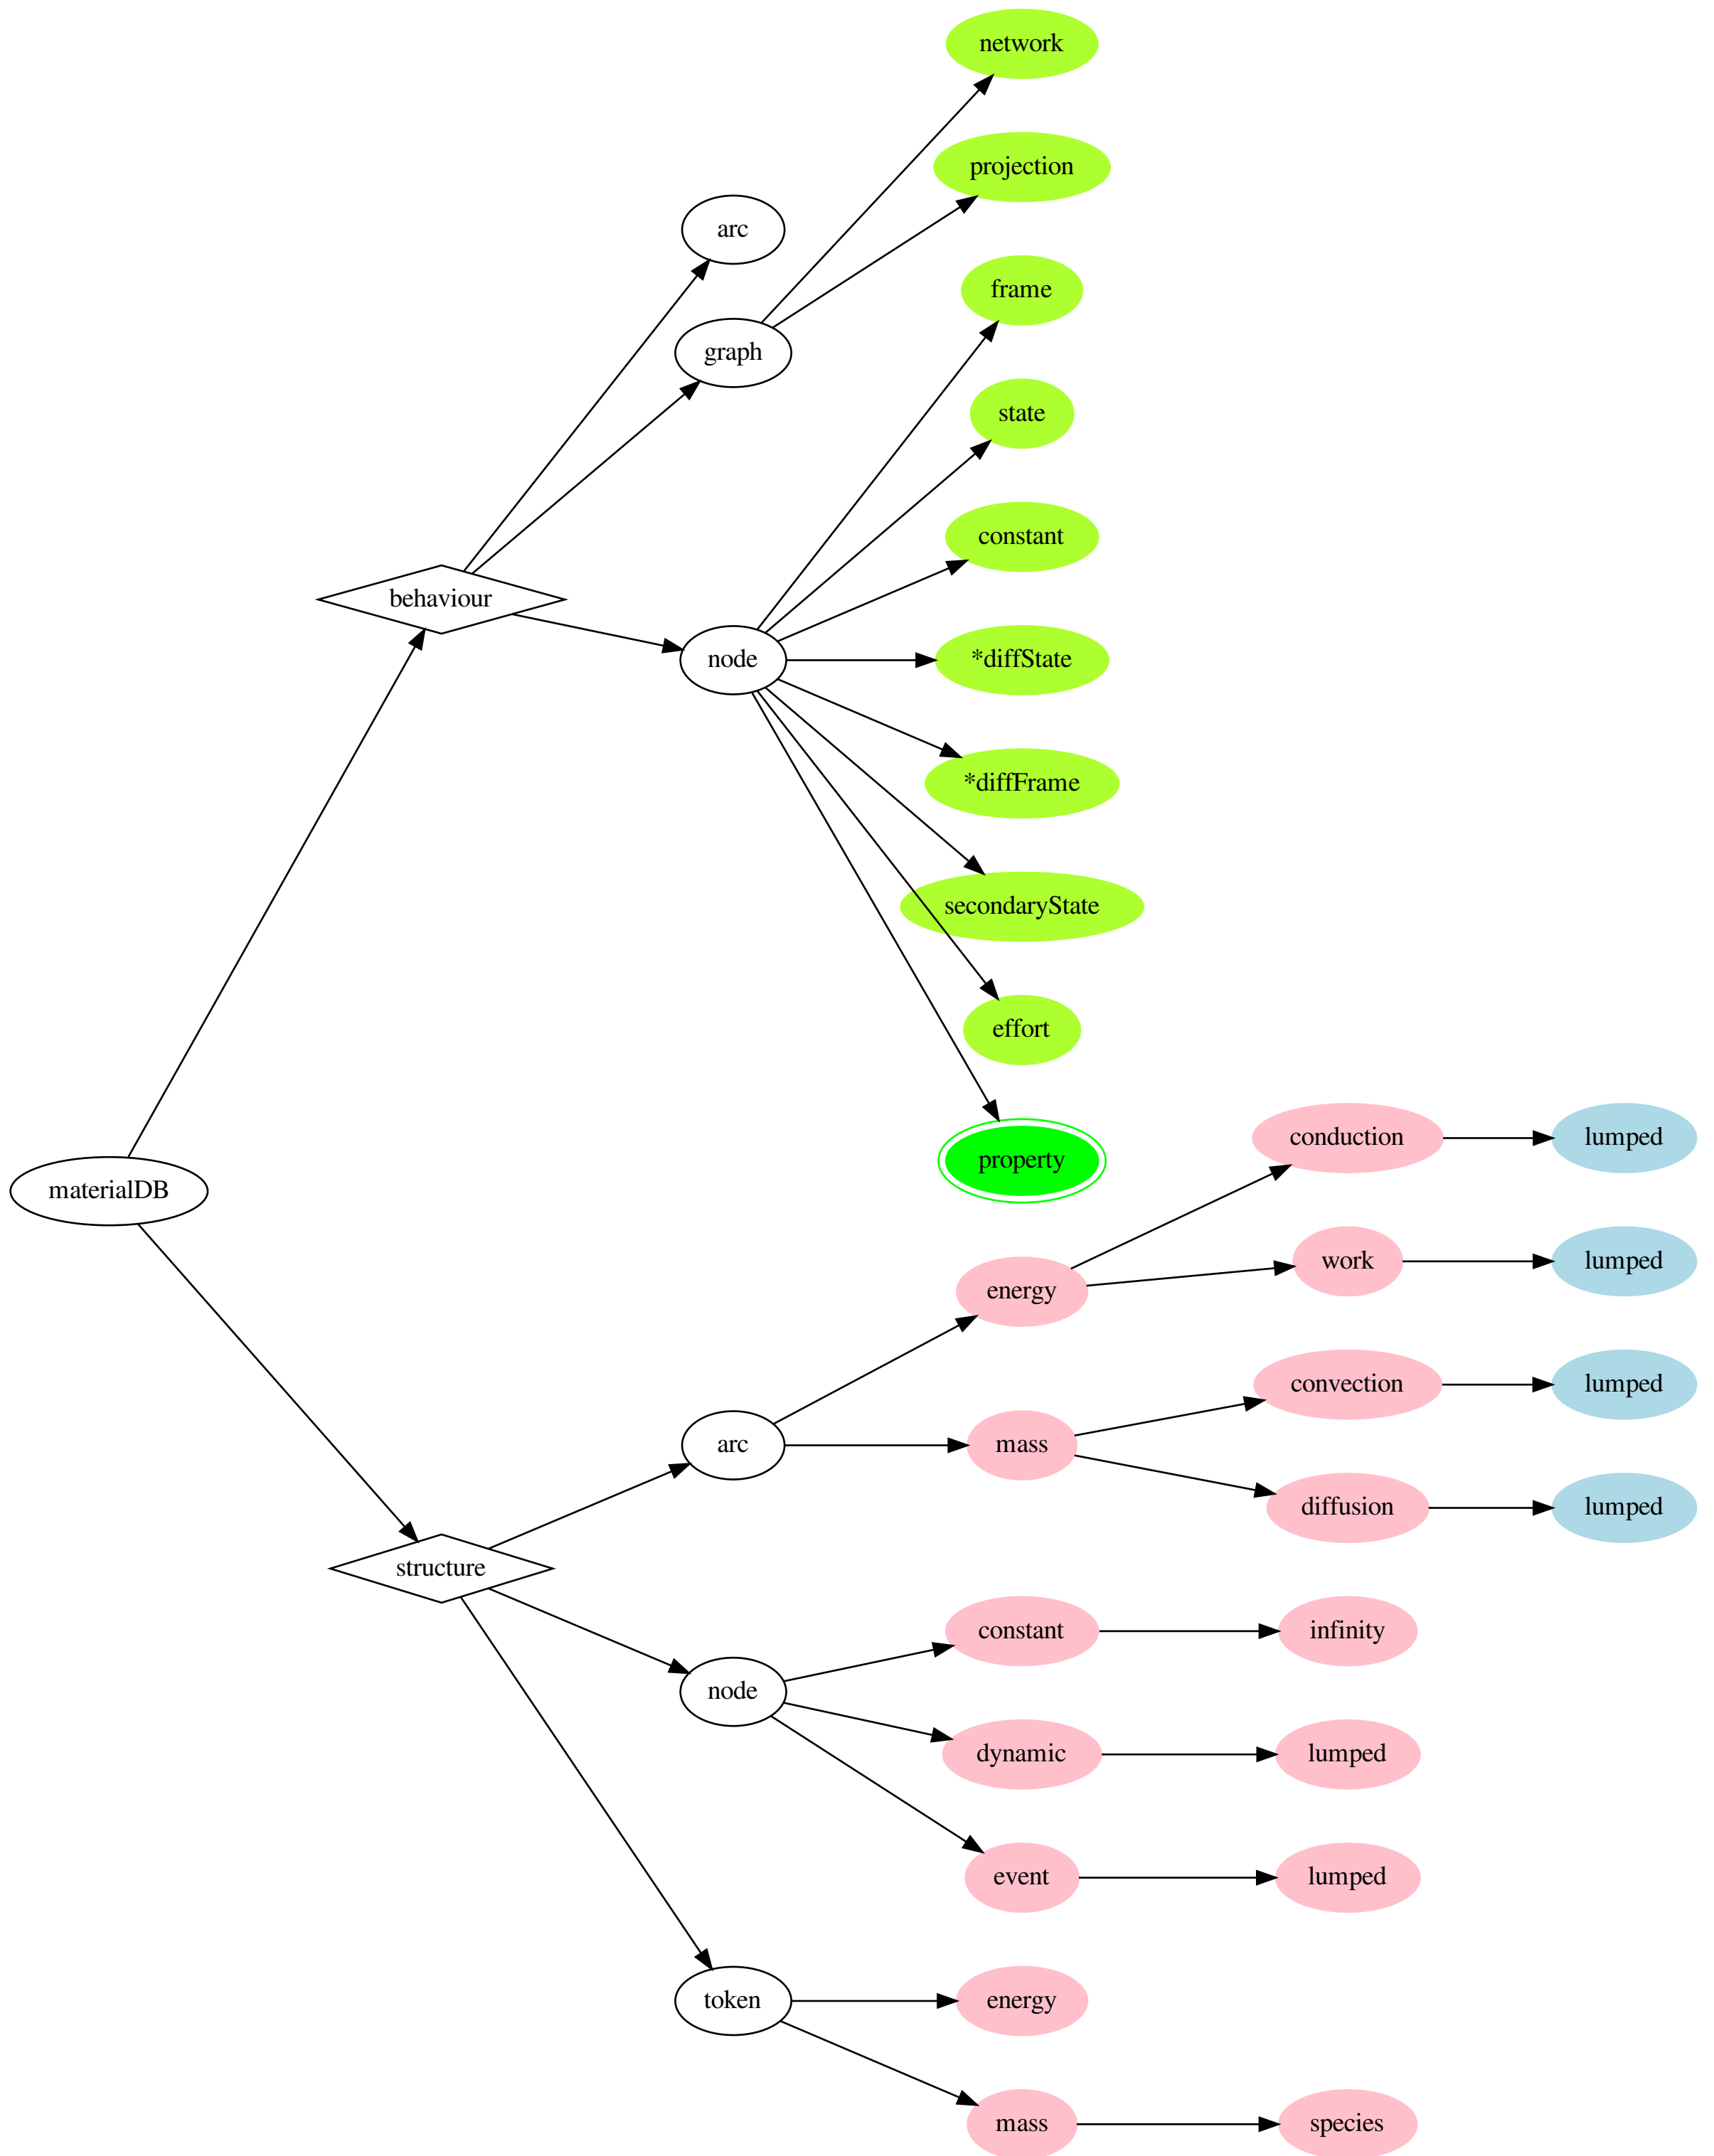 network
projection
arc
frame
graph
state
constant
behaviour
node
*diffState
*diffFrame
secondaryState
effort
conduction
lumped
property
materialDB
work
lumped
energy
convection
lumped
arc
mass
diffusion
lumped
structure
constant
infinity
node
dynamic
lumped
event
lumped
token
energy
mass
species